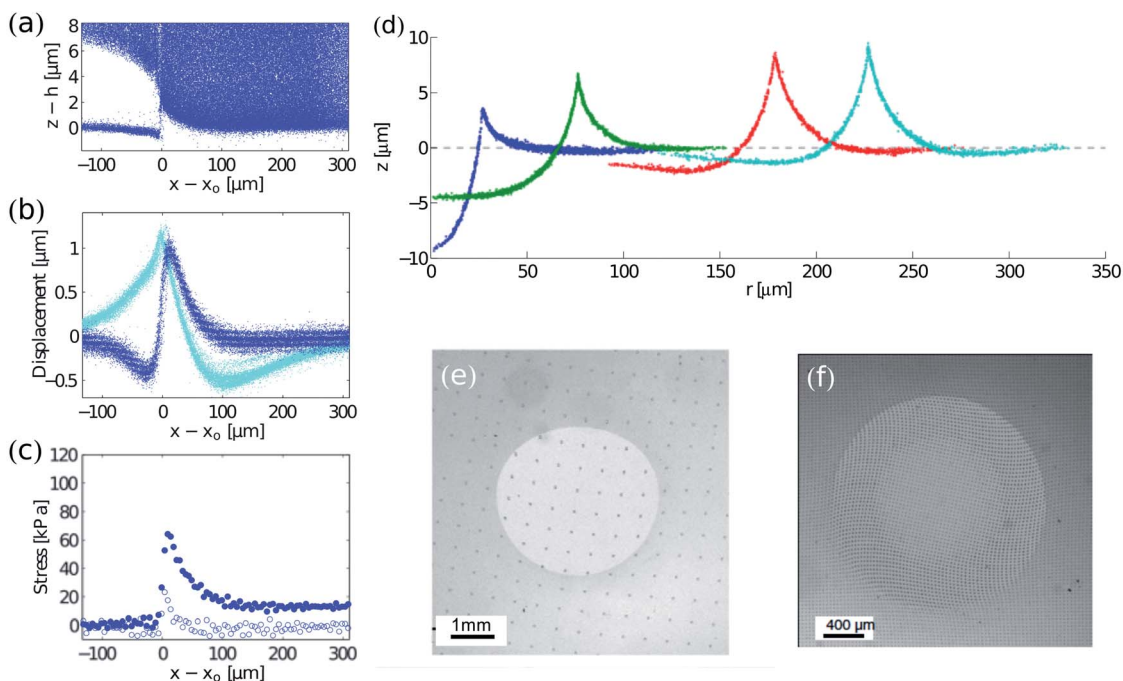 (a)
z − h [µm]
8
6
4
2
0
−100 0 100 200 300
x − xₒ [µm]
(b)
Displacement [µm]
1
0.5
0
−0.5
−100 0 100 200 300
x − xₒ [µm]
(c)
Stress [kPa]
120
100
80
60
40
20
0
−100 0 100 200 300
x − xₒ [µm]
(d)
z [µm]
10
5
0
−5
−10
0 50 100 150 200 250 300 350
r [µm]
(e)
1mm
(f)
400 µm